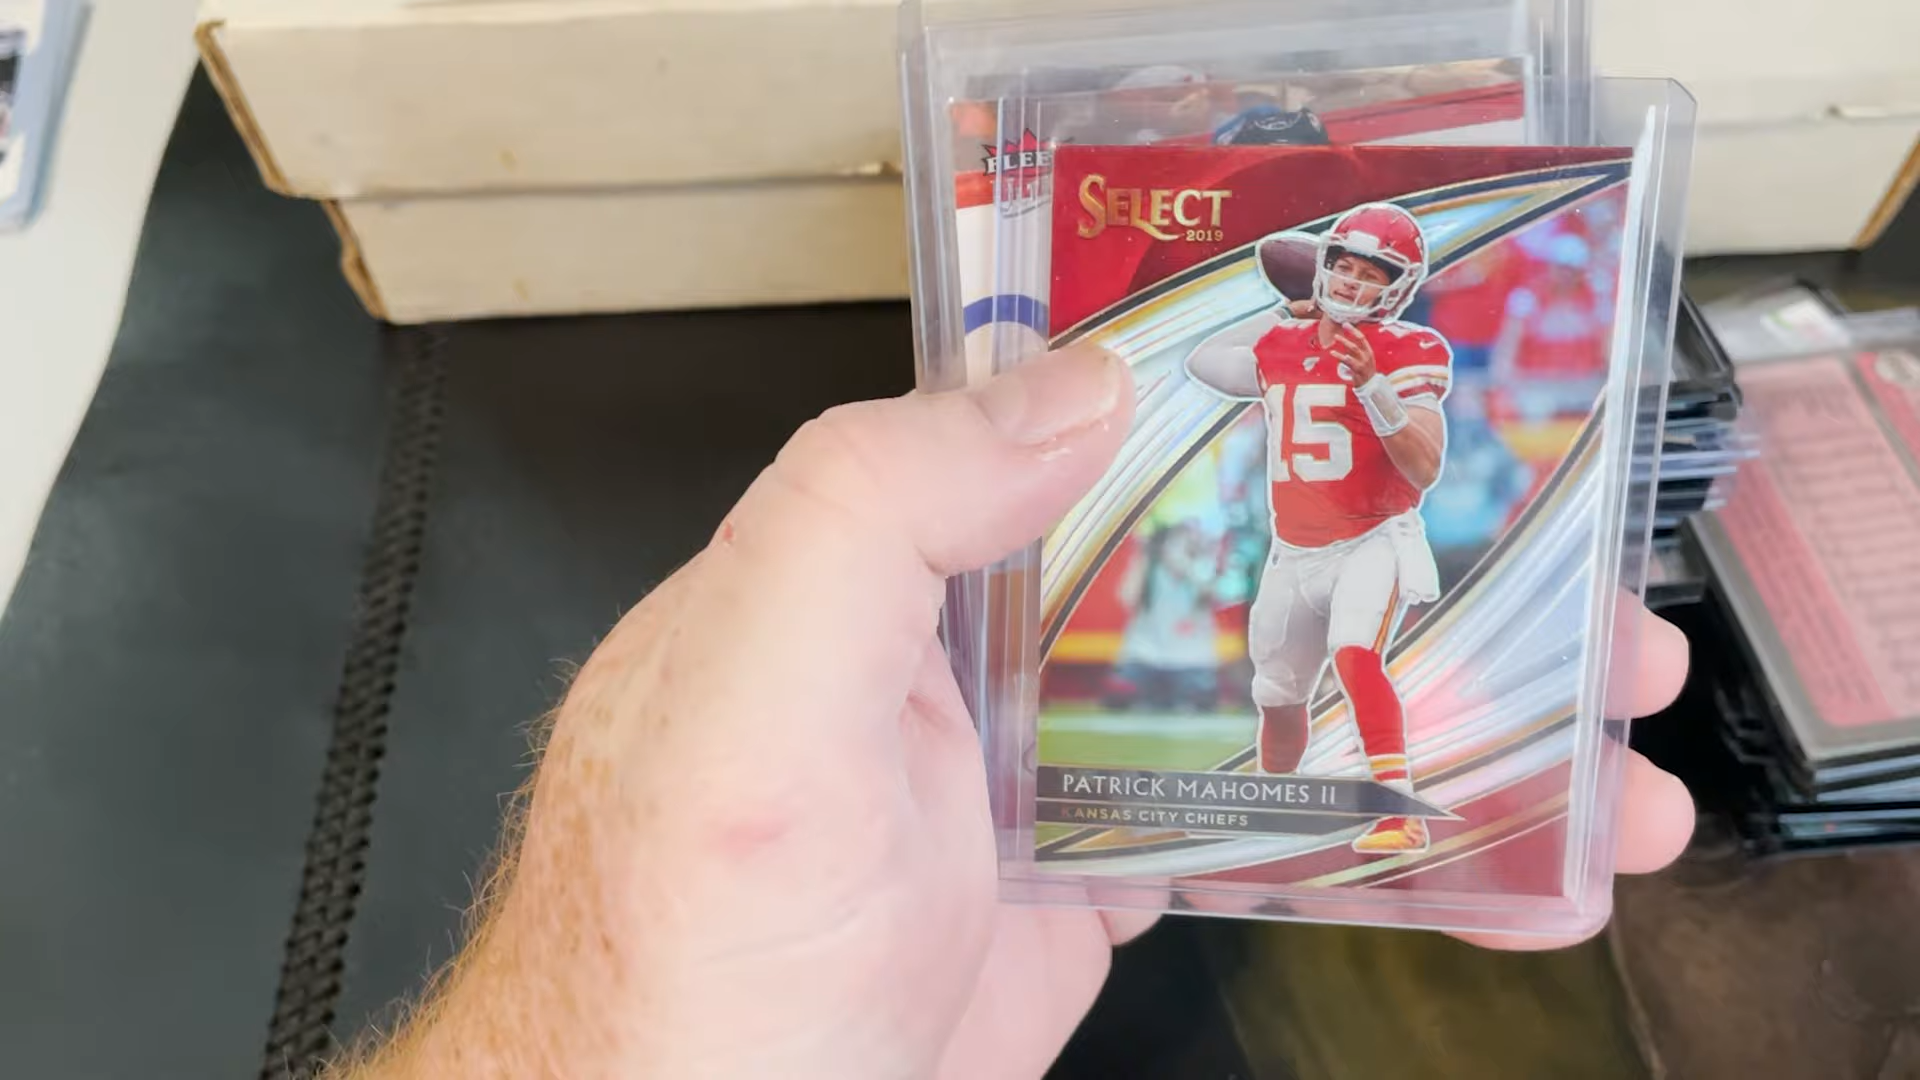 SELECT
2019
15
PATRICK MAHOMES II
KANSAS CITY CHIEFS